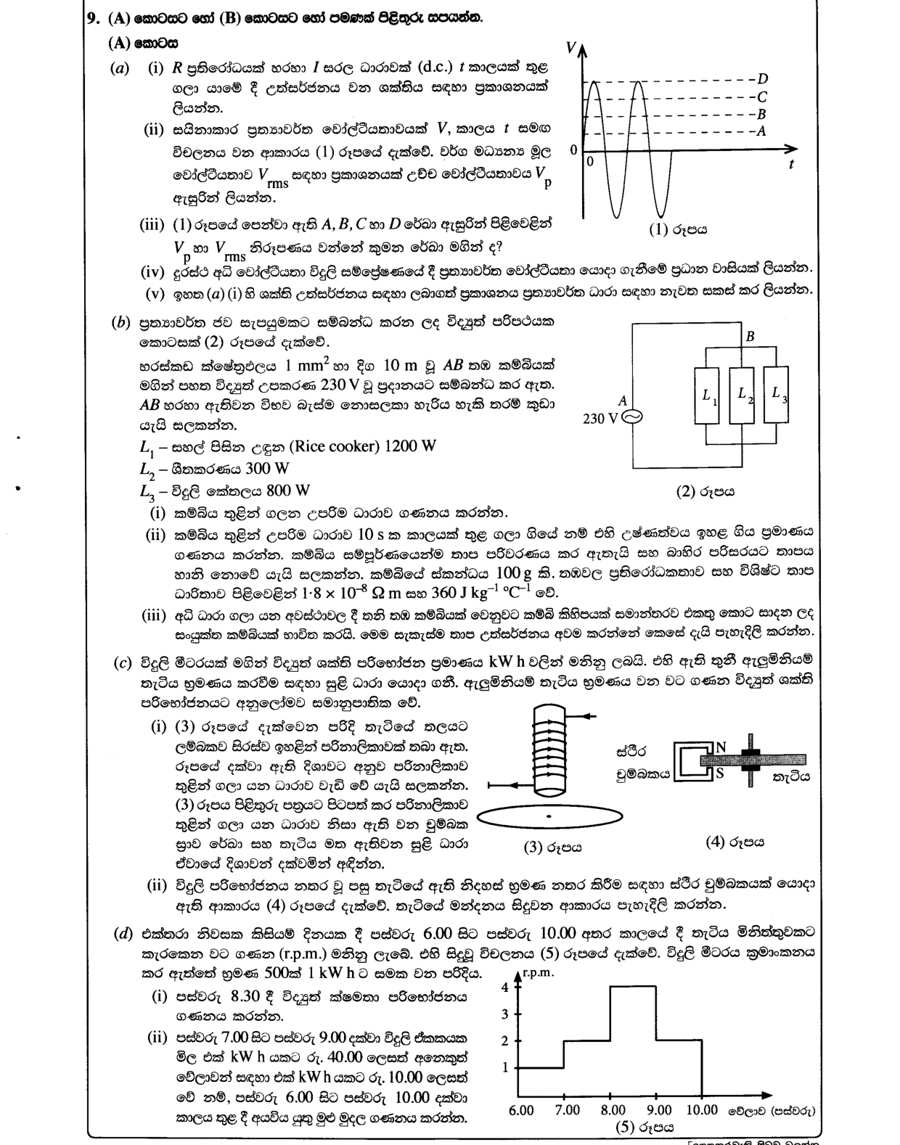 9. (A) කොටසට හෝ (B) කොටසට හෝ පමණක් පිළිතුරු සපයන්න.
(A) කොටස
(a) (i) R ප්‍රතිරෝධයක් හරහා I සරල ධාරාවක් (d.c.) t කාලයක් තුළ
ගලා යාමේ දී උත්සර්ජනය වන ශක්තිය සඳහා ප්‍රකාශනයක්
ලියන්න.
(ii) සයිනාකාර ප්‍රත්‍යාවර්ත වෝල්ටීයතාවයක් V, කාලය t සමඟ
විචලනය වන ආකාරය (1) රූපයේ දැක්වේ. වර්ග මධ්‍යන්‍ය මූල
වෝල්ටීයතාව Vrms සඳහා ප්‍රකාශනයක් උච්ච වෝල්ටීයතාවය Vp
ඇසුරින් ලියන්න.
(iii) (1) රූපයේ පෙන්වා ඇති A, B, C හා D රේඛා ඇසුරින් පිළිවෙළින්
Vp හා Vrms නිරූපණය වන්නේ කුමන රේඛා මගින් ද?
V
D
C
B
A
0
0
t
(1) රූපය
(iv) දුරස්ථ අධි වෝල්ටීයතා විදුලි සම්ප්‍රේෂණයේ දී ප්‍රත්‍යාවර්ත වෝල්ටීයතා යොදා ගැනීමේ ප්‍රධාන වාසියක් ලියන්න.
(v) ඉහත (a) (i) හි ශක්ති උත්සර්ජනය සඳහා ලබාගත් ප්‍රකාශනය ප්‍රත්‍යාවර්ත ධාරා සඳහා නැවත සකස් කර ලියන්න.
(b) ප්‍රත්‍යාවර්ත ජව සැපයුමකට සම්බන්ධ කරන ලද විද්‍යුත් පරිපථයක
කොටසක් (2) රූපයේ දැක්වේ.
හරස්කඩ ක්ෂේත්‍රඵලය 1 mm² හා දිග 10 m වූ AB තඹ කම්බියක්
මගින් පහත විද්‍යුත් උපකරණ 230 V වූ ප්‍රදානයට සම්බන්ධ කර ඇත.
AB හරහා ඇතිවන විභව බැස්ම නොසලකා හැරිය හැකි තරම් කුඩා
යැයි සලකන්න.
L₁ – සහල් පිසින උඳුන (Rice cooker) 1200 W
L₂ – ශීතකරණය 300 W
L₃ – විදුලි කේතලය 800 W
B
A
230 V
L₁
L₂
L₃
(2) රූපය
(i) කම්බිය තුළින් ගලන උපරිම ධාරාව ගණනය කරන්න.
(ii) කම්බිය තුළින් උපරිම ධාරාව 10 s ක කාලයක් තුළ ගලා ගියේ නම් එහි උෂ්ණත්වය ඉහළ ගිය ප්‍රමාණය
ගණනය කරන්න. කම්බිය සම්පූර්ණයෙන්ම තාප පරිවරණය කර ඇතැයි සහ බාහිර පරිසරයට තාපය
හානි නොවේ යැයි සලකන්න. කම්බියේ ස්කන්ධය 100 g කි. තඹවල ප්‍රතිරෝධකතාව සහ විශිෂ්ට තාප
ධාරිතාව පිළිවෙළින් 1·8 × 10⁻⁸ Ω m සහ 360 J kg⁻¹ °C⁻¹ වේ.
(iii) අධි ධාරා ගලා යන අවස්ථාවල දී තනි තඹ කම්බියක් වෙනුවට කම්බි කිහිපයක් සමාන්තරව එකතු කොට සාදන ලද
සංයුක්ත කම්බියක් භාවිත කරයි. මෙම සැකැස්ම තාප උත්සර්ජනය අවම කරන්නේ කෙසේ දැයි පැහැදිලි කරන්න.
(c) විදුලි මීටරයක් මගින් විද්‍යුත් ශක්ති පරිභෝජන ප්‍රමාණය kW h වලින් මනිනු ලබයි. එහි ඇති තුනී ඇලුමිනියම්
තැටිය භ්‍රමණය කරවීම සඳහා සුළි ධාරා යොදා ගනී. ඇලුමිනියම් තැටිය භ්‍රමණය වන වට ගණන විද්‍යුත් ශක්ති
පරිභෝජනයට අනුලෝමව සමානුපාතික වේ.
(i) (3) රූපයේ දැක්වෙන පරිදි තැටියේ තලයට
ලම්බකව සිරස්ව ඉහළින් පරිනාලිකාවක් තබා ඇත.
රූපයේ දක්වා ඇති දිශාවට අනුව පරිනාලිකාව
තුළින් ගලා යන ධාරාව වැඩි වේ යැයි සලකන්න.
(3) රූපය පිළිතුරු පත්‍රයට පිටපත් කර පරිනාලිකාව
තුළින් ගලා යන ධාරාව නිසා ඇති වන චුම්බක
ස්‍රාව රේඛා සහ තැටිය මත ඇතිවන සුළි ධාරා
ඒවායේ දිශාවන් දක්වමින් අඳින්න.
(3) රූපය
ස්ථිර
චුම්බකය
N
S
තැටිය
(4) රූපය
(ii) විදුලි පරිභෝජනය නතර වූ පසු තැටියේ ඇති නිදහස් භ්‍රමණ නතර කිරීම සඳහා ස්ථිර චුම්බකයක් යොදා
ඇති ආකාරය (4) රූපයේ දැක්වේ. තැටියේ මන්දනය සිදුවන ආකාරය පැහැදිලි කරන්න.
(d) එක්තරා නිවසක කිසියම් දිනයක දී පස්වරු 6.00 සිට පස්වරු 10.00 අතර කාලයේ දී තැටිය මිනිත්තුවකට
කැරකෙන වට ගණන (r.p.m.) මනිනු ලැබේ. එහි සිදුවූ විචලනය (5) රූපයේ දැක්වේ. විදුලි මීටරය ක්‍රමාංකනය
කර ඇත්තේ භ්‍රමණ 500ක් 1 kW h ට සමක වන පරිදිය.
(i) පස්වරු 8.30 දී විද්‍යුත් ක්ෂමතා පරිභෝජනය
ගණනය කරන්න.
(ii) පස්වරු 7.00 සිට පස්වරු 9.00 දක්වා විදුලි ඒකකයක
මිල එක් kW h යකට රු. 40.00 ලෙසත් අනෙකුත්
වේලාවන් සඳහා එක් kW h යකට රු. 10.00 ලෙසත්
වේ නම්, පස්වරු 6.00 සිට පස්වරු 10.00 දක්වා
කාලය තුළ දී අයවිය යුතු මුළු මුදල ගණනය කරන්න.
r.p.m.
4
3
2
1
6.00 7.00 8.00 9.00 10.00 වේලාව (පස්වරු)
(5) රූපය